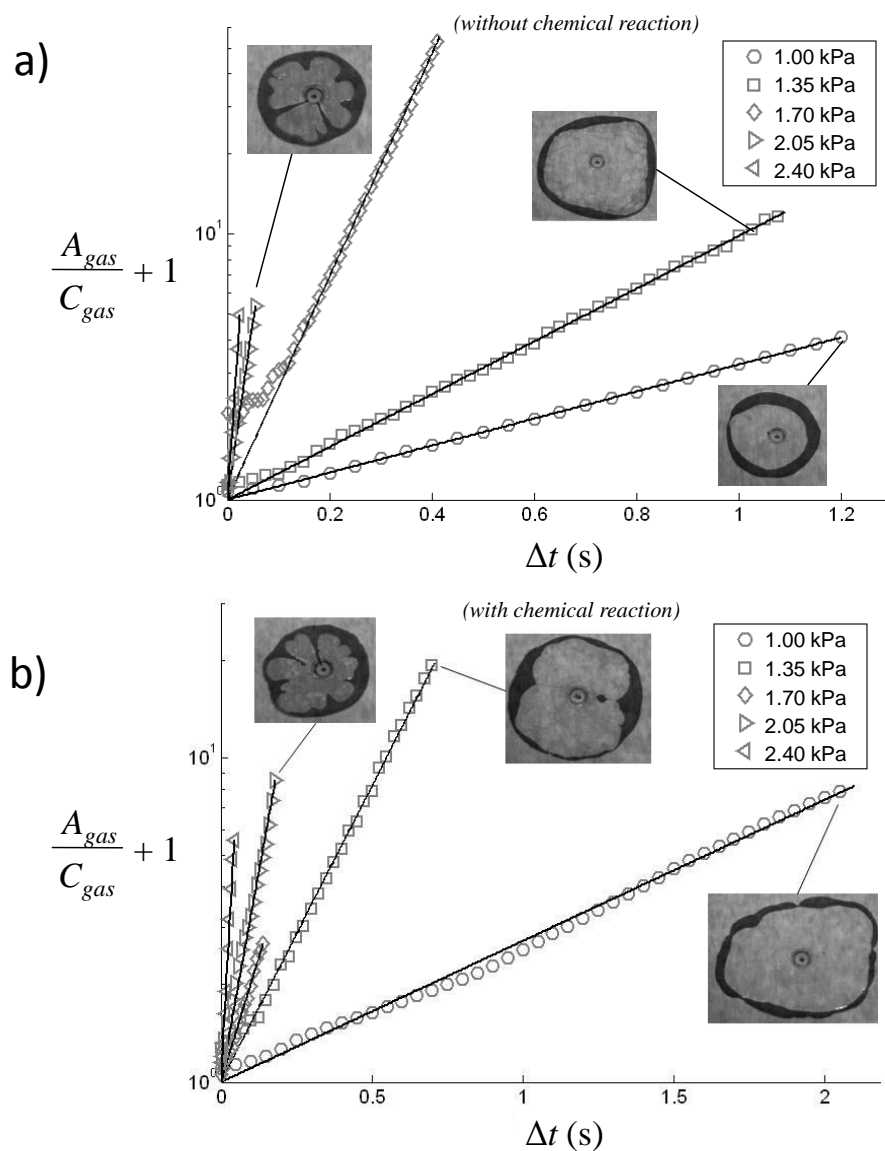 a)
(without chemical reaction)
1.00 kPa
1.35 kPa
1.70 kPa
2.05 kPa
2.40 kPa
10¹
A_gas / C_gas + 1
10⁰
0 0.2 0.4 0.6 0.8 1 1.2
Δt (s)
b)
(with chemical reaction)
1.00 kPa
1.35 kPa
1.70 kPa
2.05 kPa
2.40 kPa
10¹
A_gas / C_gas + 1
10⁰
0 0.5 1 1.5 2
Δt (s)